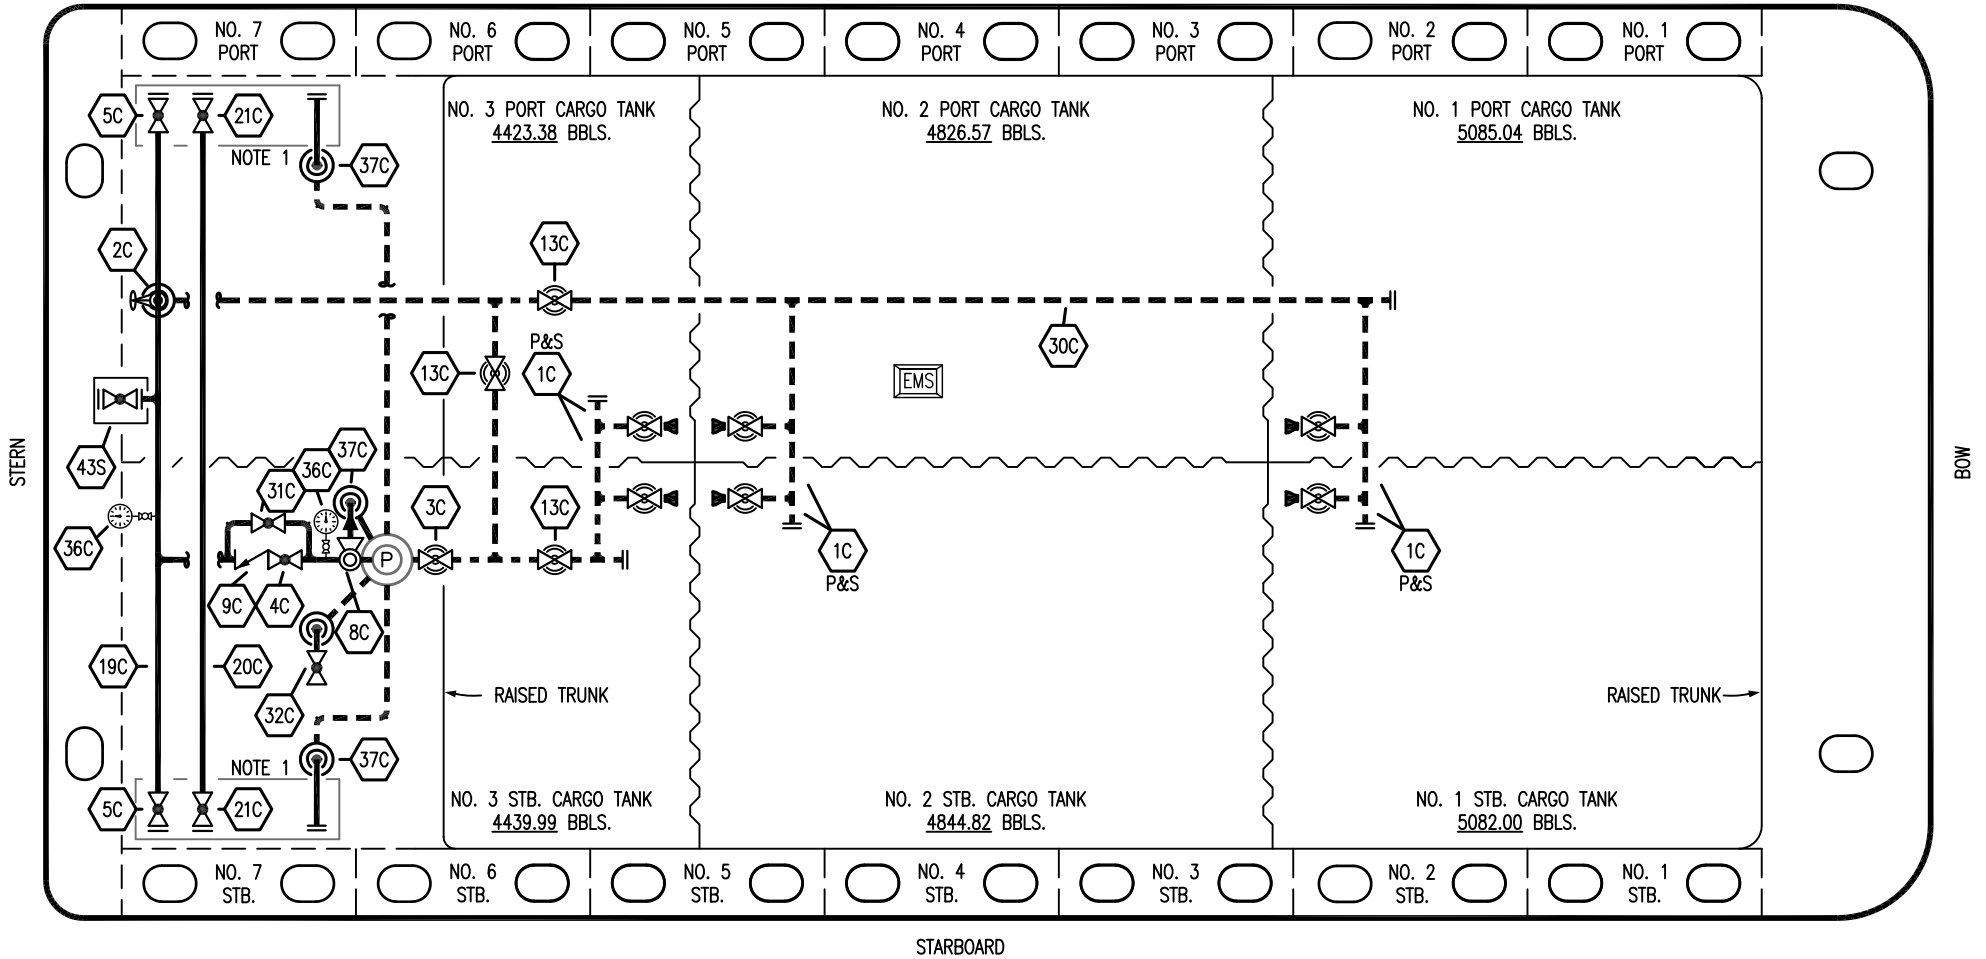 NO. 7
PORT
NO. 6
PORT
NO. 5
PORT
NO. 4
PORT
NO. 3
PORT
NO. 2
PORT
NO. 1
PORT
5C
21C
NOTE 1
37C
NO. 3 PORT CARGO TANK
4423.38 BBLS.
NO. 2 PORT CARGO TANK
4826.57 BBLS.
NO. 1 PORT CARGO TANK
5085.04 BBLS.
2C
13C
P&S
13C
1C
30C
EMS
STERN
BOW
43S
37C
36C
31C
3C
13C
36C
P
1C
P&S
1C
P&S
9C
4C
8C
19C
20C
32C
RAISED TRUNK
RAISED TRUNK
NOTE 1
37C
5C
21C
NO. 3 STB. CARGO TANK
4439.99 BBLS.
NO. 2 STB. CARGO TANK
4844.82 BBLS.
NO. 1 STB. CARGO TANK
5082.00 BBLS.
NO. 7
STB.
NO. 6
STB.
NO. 5
STB.
NO. 4
STB.
NO. 3
STB.
NO. 2
STB.
NO. 1
STB.
STARBOARD